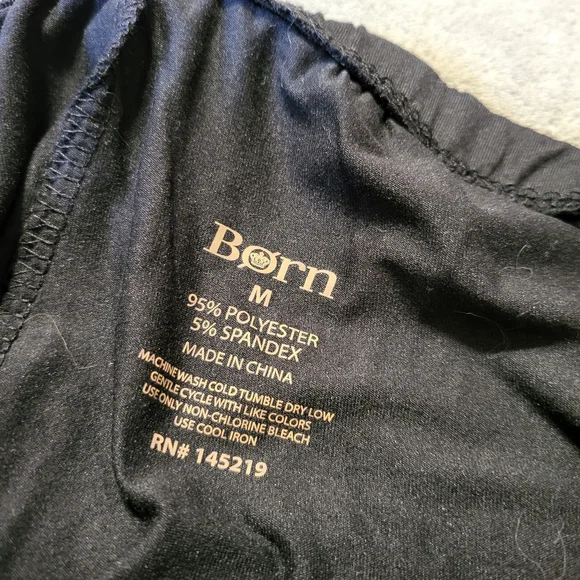 Børn
M
95% POLYESTER
5% SPANDEX
MADE IN CHINA
MACHINE WASH COLD TUMBLE DRY LOW
GENTLE CYCLE WITH LIKE COLORS
USE ONLY NON-CHLORINE BLEACH
USE COOL IRON
RN# 145219